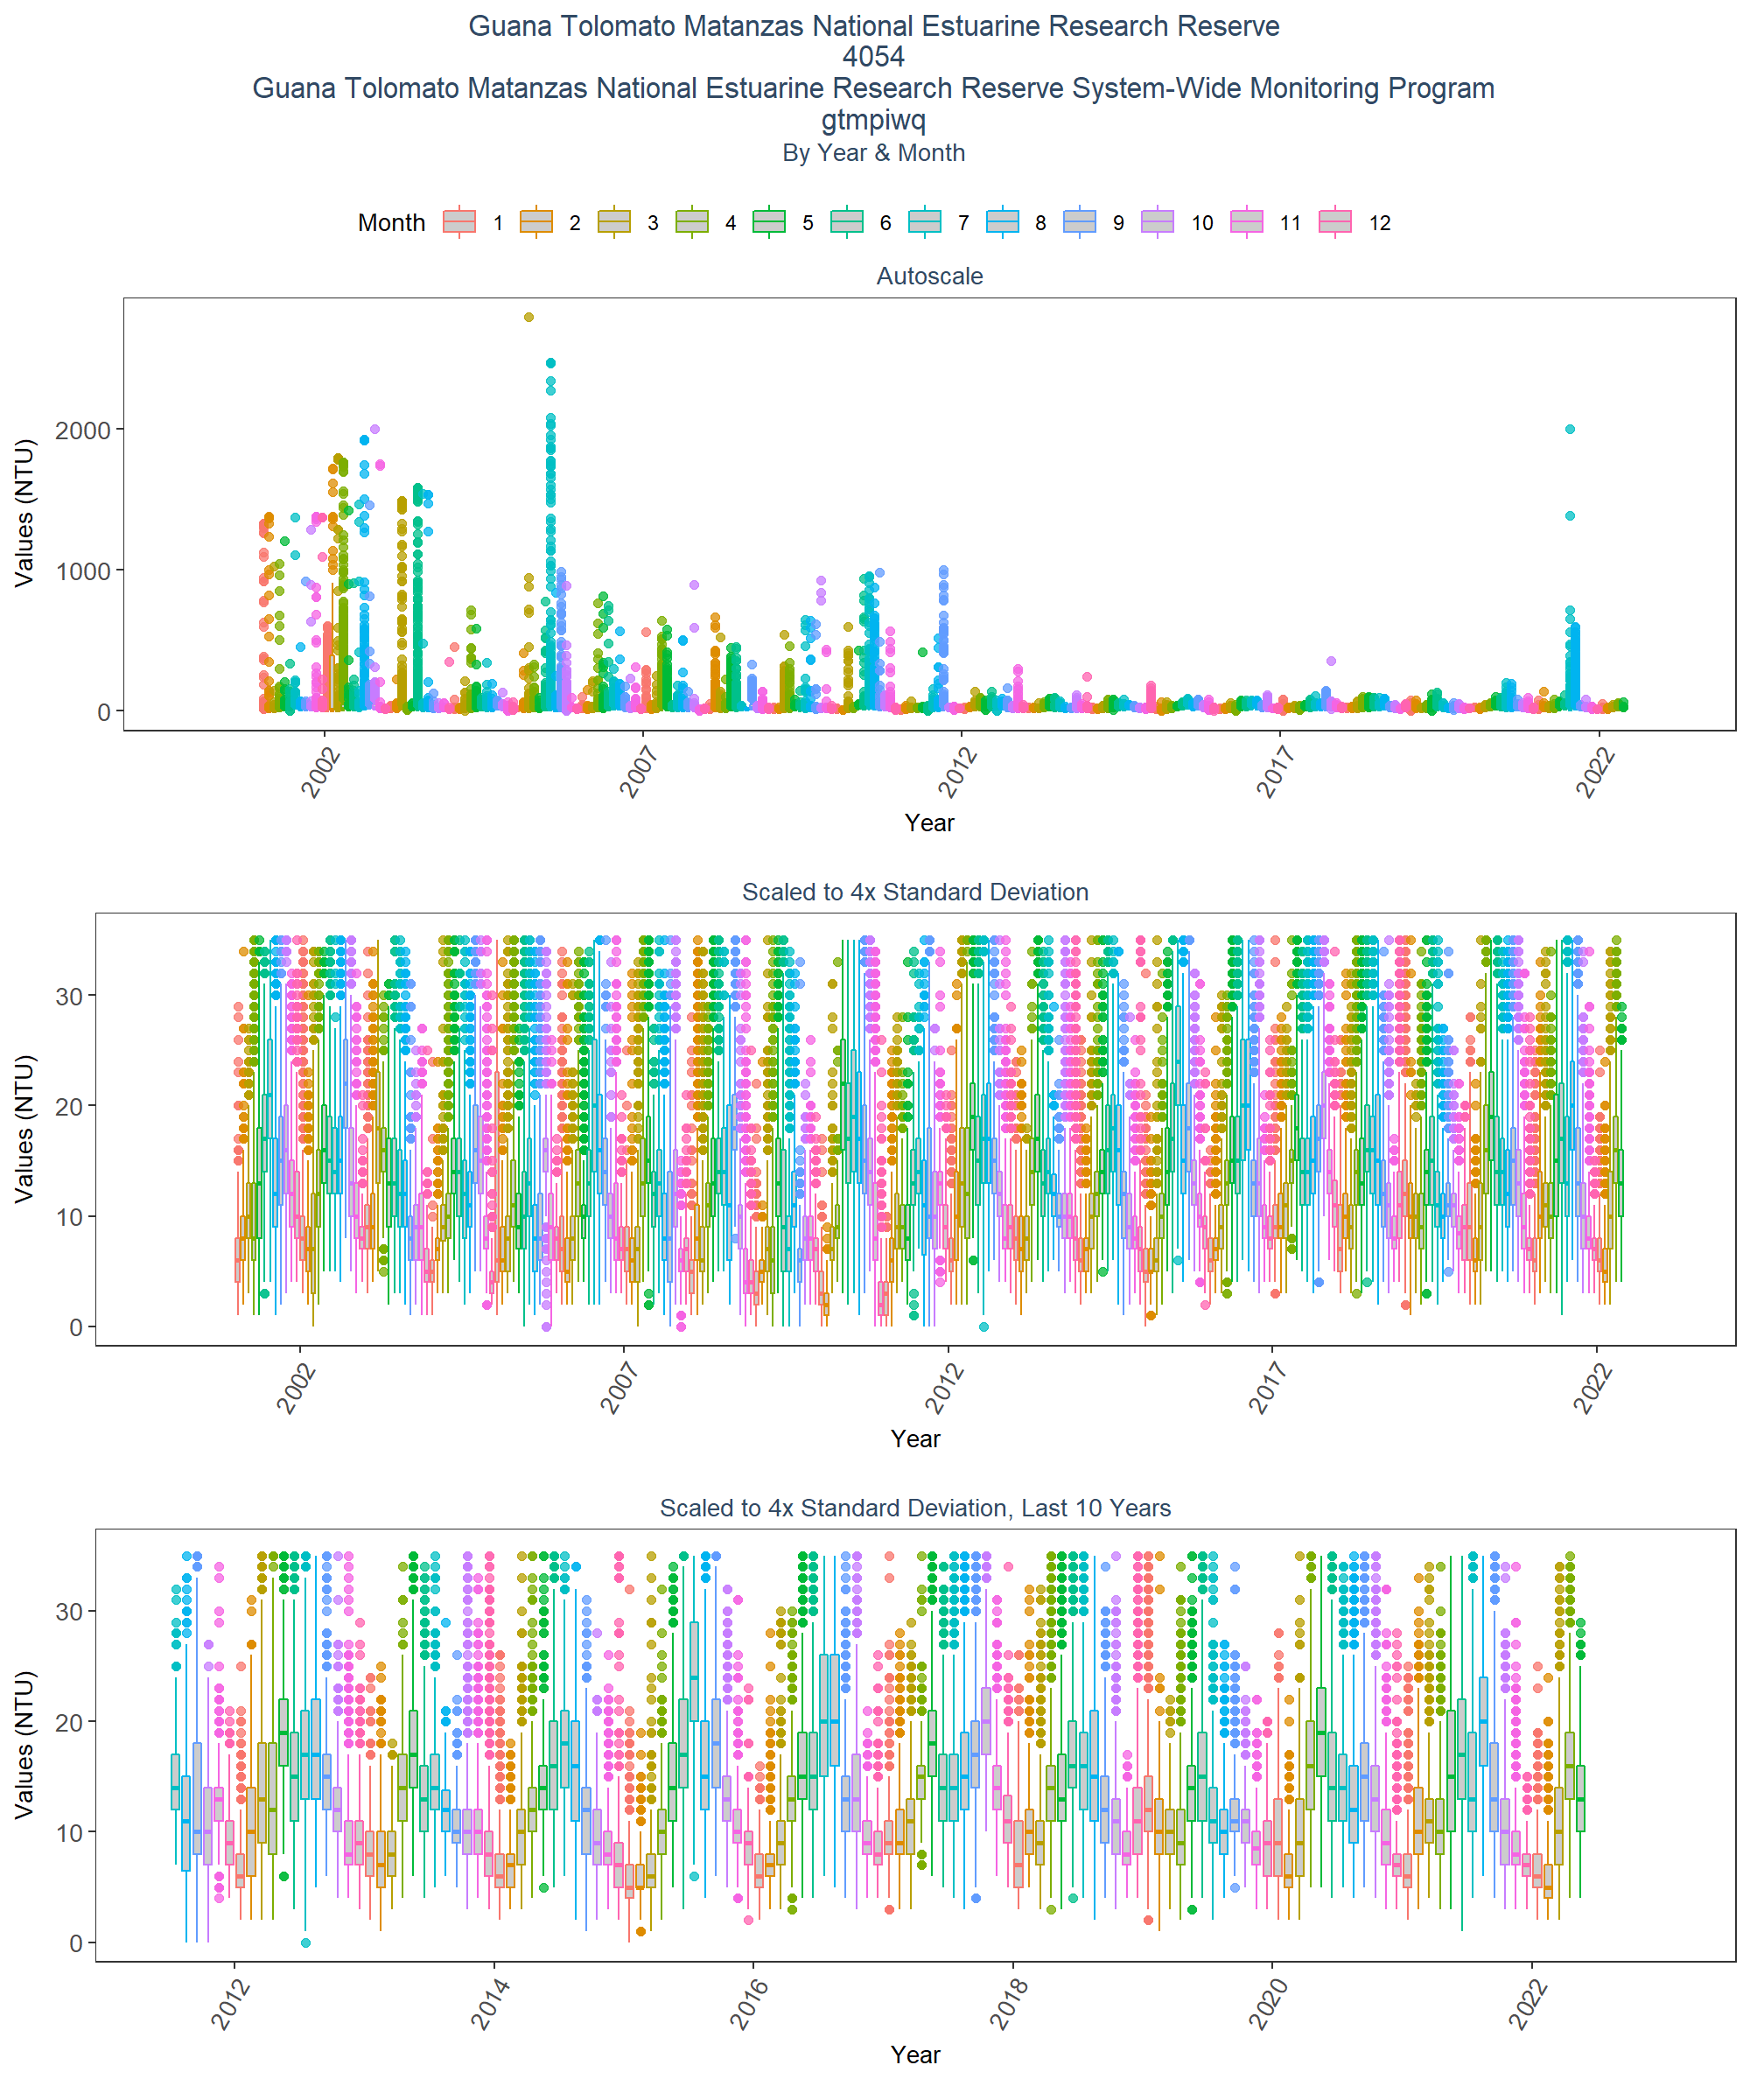 Guana Tolomato Matanzas National Estuarine Research Reserve
4054
Guana Tolomato Matanzas National Estuarine Research Reserve System-Wide Monitoring Program
gtmpiwq
By Year & Month
Month 1 2 3 4 5 6 7 8 9 10 11 12
Autoscale
Values (NTU)
2000
1000
0
2002 2007 2012 2017 2022
Year
Scaled to 4x Standard Deviation
Values (NTU)
30
20
10
0
2002 2007 2012 2017 2022
Year
Scaled to 4x Standard Deviation, Last 10 Years
Values (NTU)
30
20
10
0
2012 2014 2016 2018 2020 2022
Year